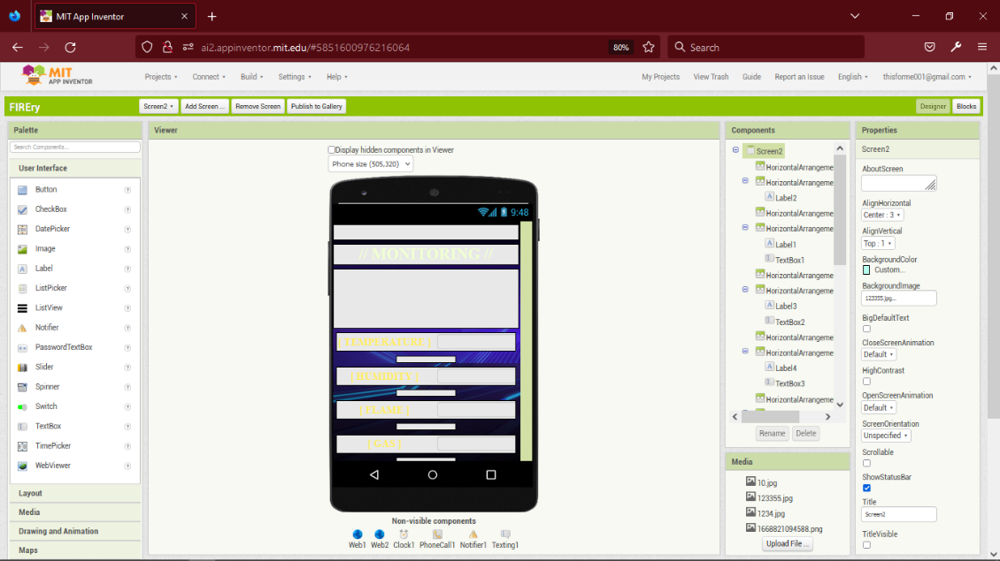 MIT App Inventor
ai2.appinventor.mit.edu/#5851600976216064
80%
Search
MIT
APP INVENTOR
Projects
Connect
Build
Settings
Help
My Projects
View Trash
Guide
Report an Issue
English
thisforme001@gmail.com
FIREry
Screen2
Add Screen ...
Remove Screen
Publish to Gallery
Designer
Blocks
Palette
Search Components...
User Interface
Button
CheckBox
DatePicker
Image
Label
ListPicker
ListView
Notifier
PasswordTextBox
Slider
Spinner
Switch
TextBox
TimePicker
WebViewer
Layout
Media
Drawing and Animation
Maps
Viewer
Display hidden components in Viewer
Phone size (505,320)
9:48
// MONITORING //
[ TEMPERATURE ]
[ HUMIDITY ]
[ FLAME ]
[ GAS ]
Non-visible components
Web1
Web2
Clock1
PhoneCall1
Notifier1
Texting1
Components
Screen2
HorizontalArrangeme
HorizontalArrangeme
Label2
HorizontalArrangeme
HorizontalArrangeme
Label1
TextBox1
HorizontalArrangeme
HorizontalArrangeme
Label3
TextBox2
HorizontalArrangeme
HorizontalArrangeme
Label4
TextBox3
HorizontalArrangeme
Rename
Delete
Media
10.jpg
123355.jpg
1234.jpg
1668821094588.png
Upload File ...
Properties
Screen2
AboutScreen
AlignHorizontal
Center : 3
AlignVertical
Top : 1
BackgroundColor
Custom...
BackgroundImage
123355.jpg...
BigDefaultText
CloseScreenAnimation
Default
HighContrast
OpenScreenAnimation
Default
ScreenOrientation
Unspecified
Scrollable
ShowStatusBar
Title
Screen2
TitleVisible